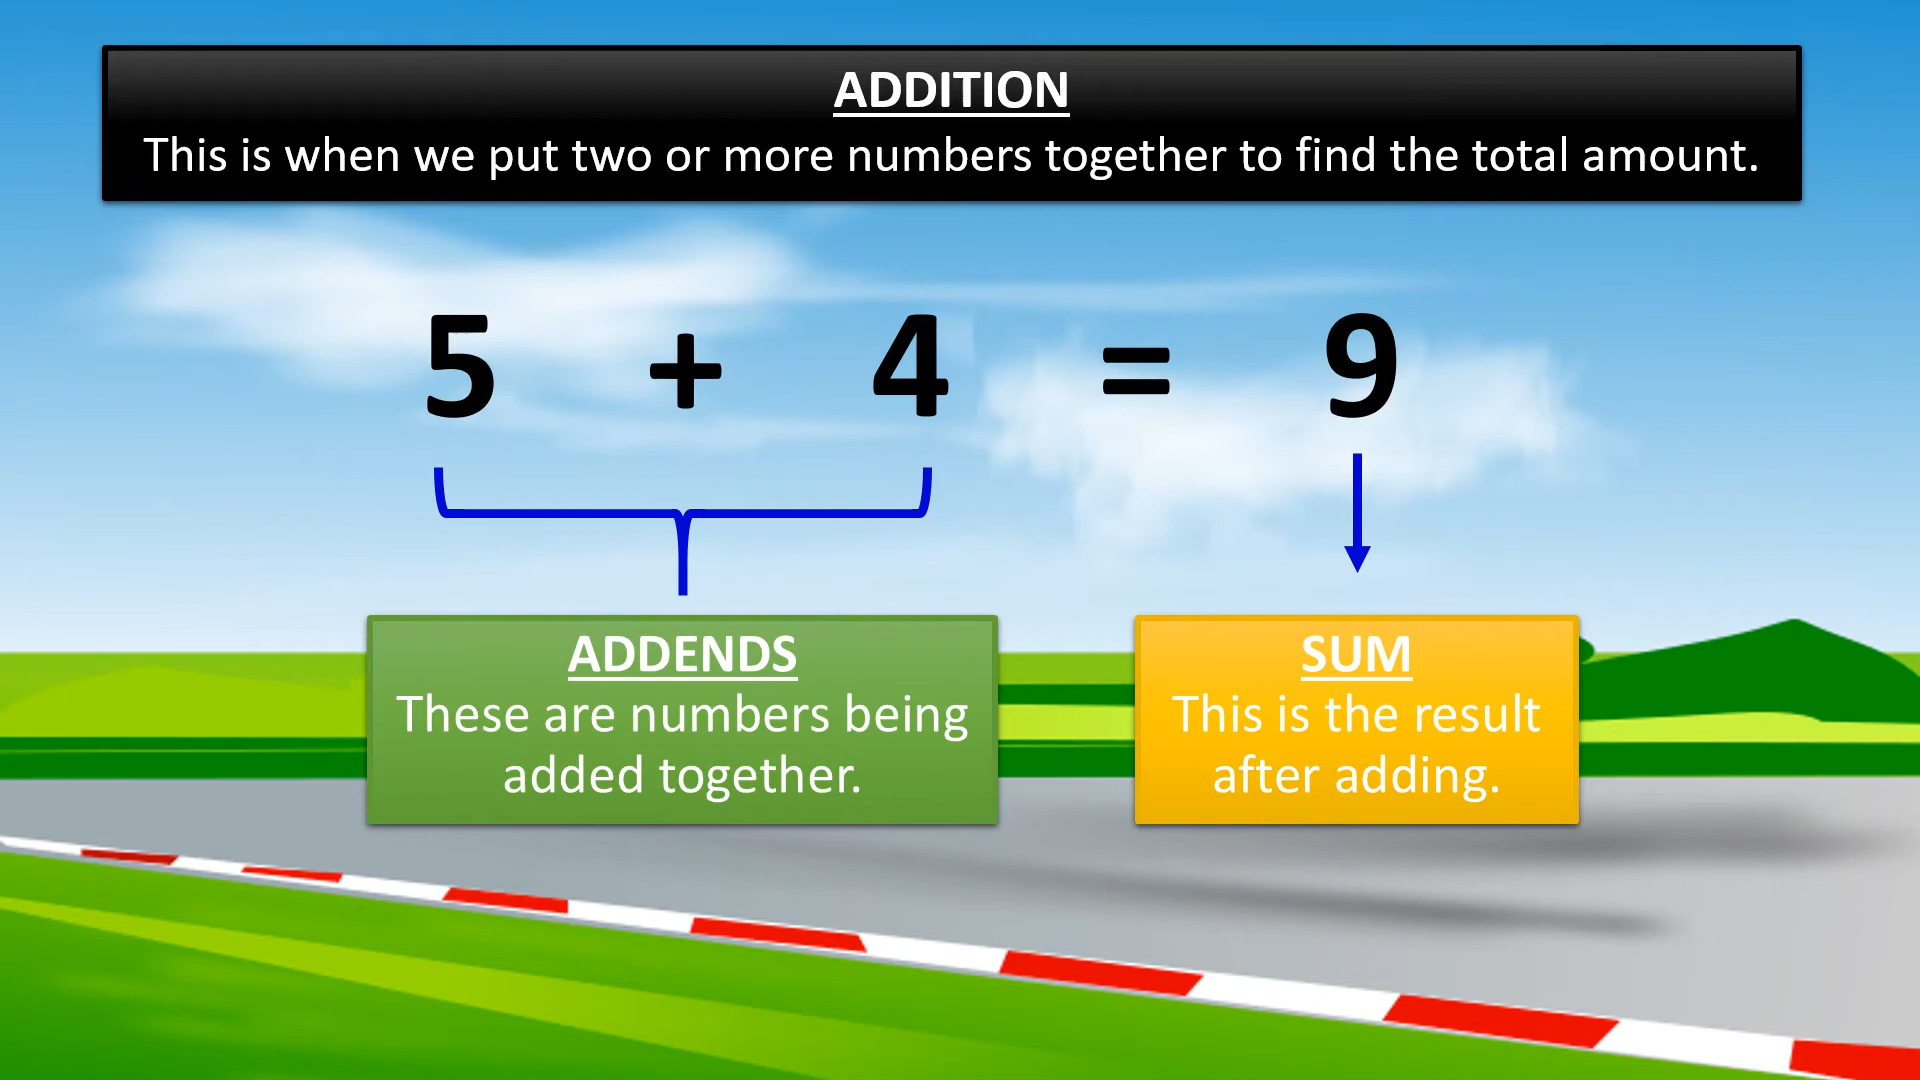 ADDITION
This is when we put two or more numbers together to find the total amount.
5 + 4 = 9
ADDENDS
These are numbers being
added together.
SUM
This is the result
after adding.